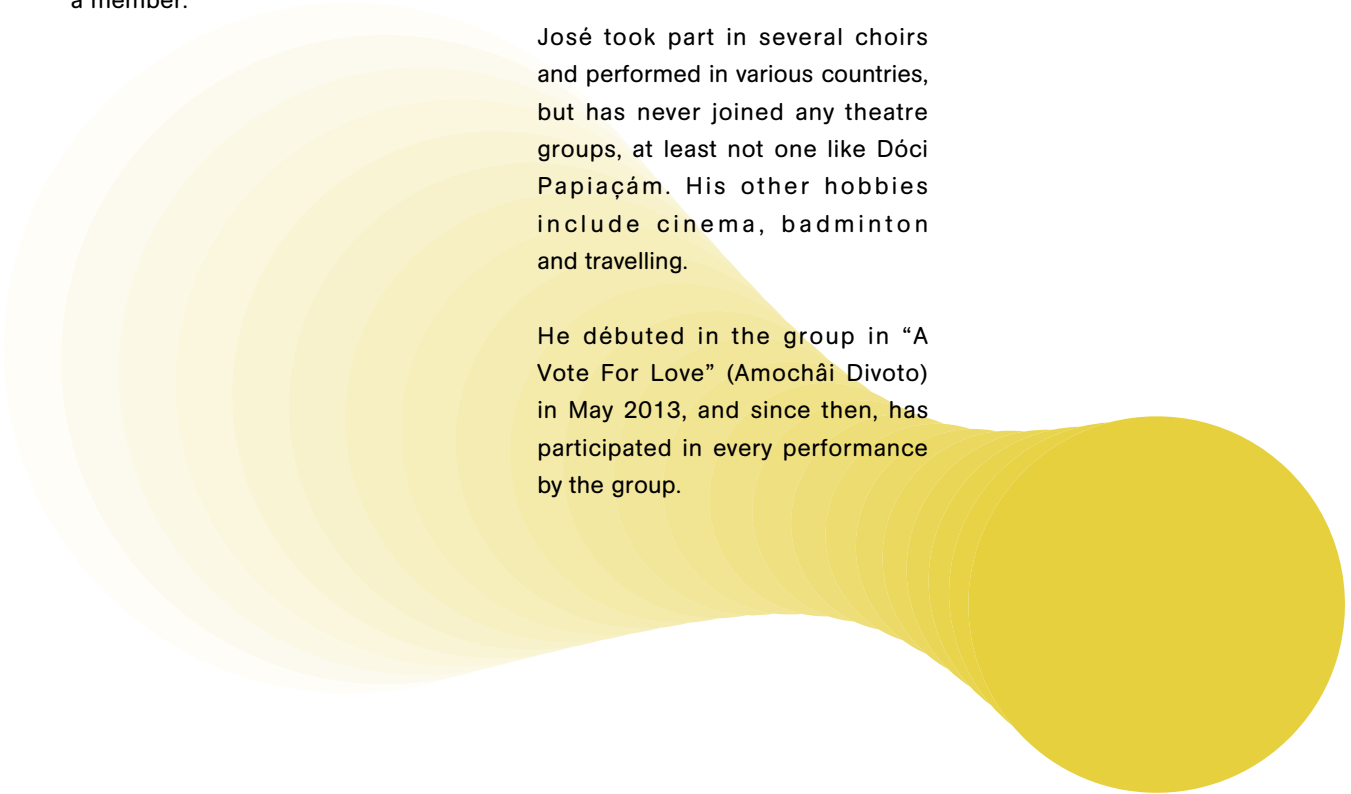 a member.
José took part in several choirs
and performed in various countries,
but has never joined any theatre
groups, at least not one like Dóci
Papiaçám. His other hobbies
include cinema, badminton
and travelling.
He débuted in the group in “A
Vote For Love” (Amochâi Divoto)
in May 2013, and since then, has
participated in every performance
by the group.